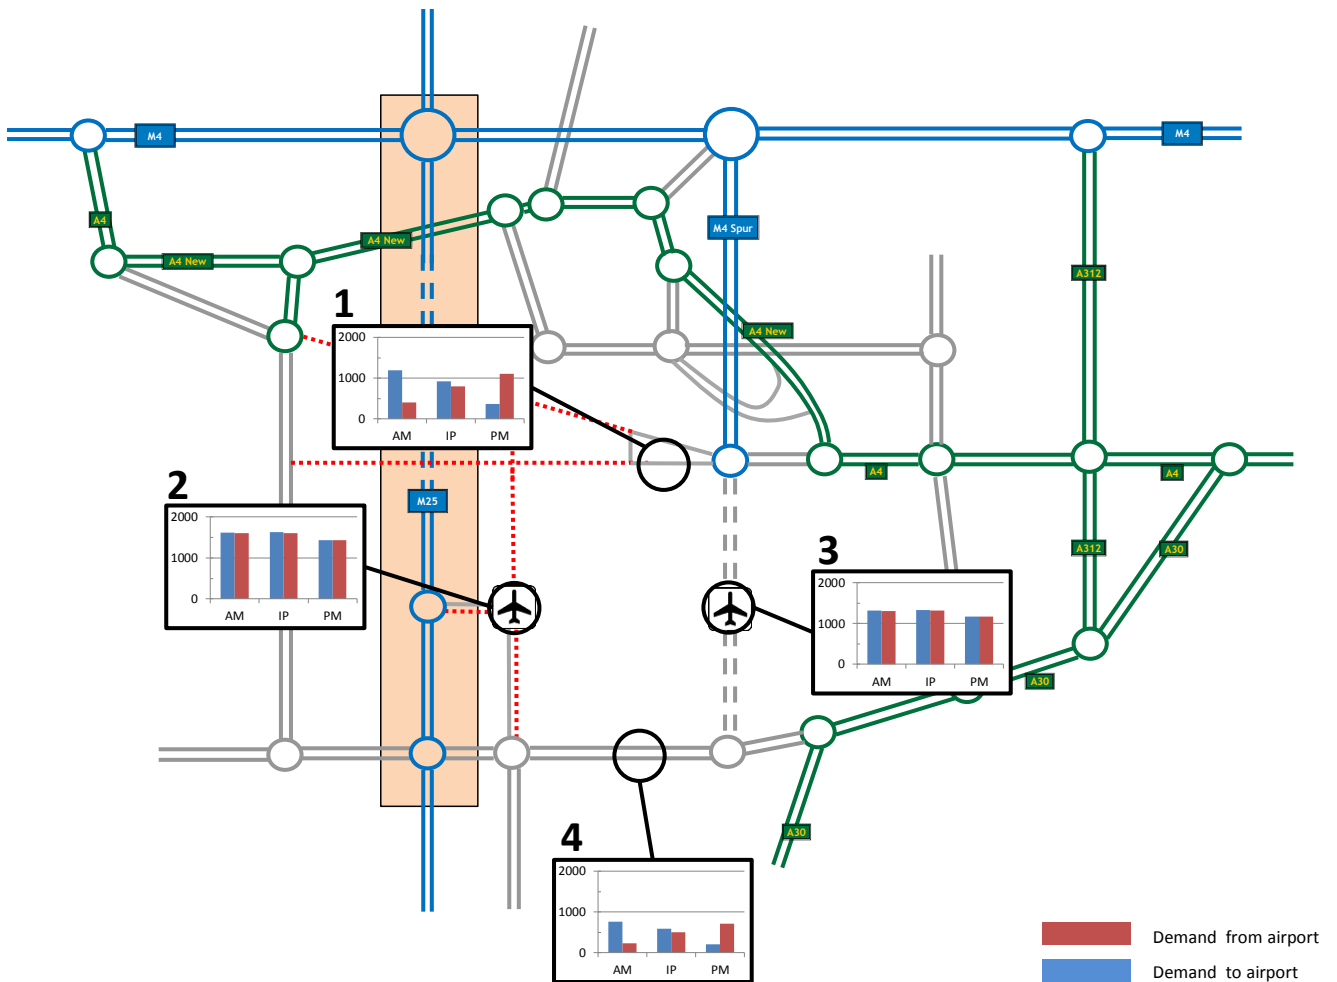 M4
M4
A4
M4 Spur
A4 New
A4 New
A312
1
2000
1000
0
AM IP PM
A4 New
A4
A4
2
2000
1000
0
AM IP PM
M25
3
2000
1000
0
AM IP PM
A312
A30
A30
A30
4
2000
1000
0
AM IP PM
Demand from airport
Demand to airport